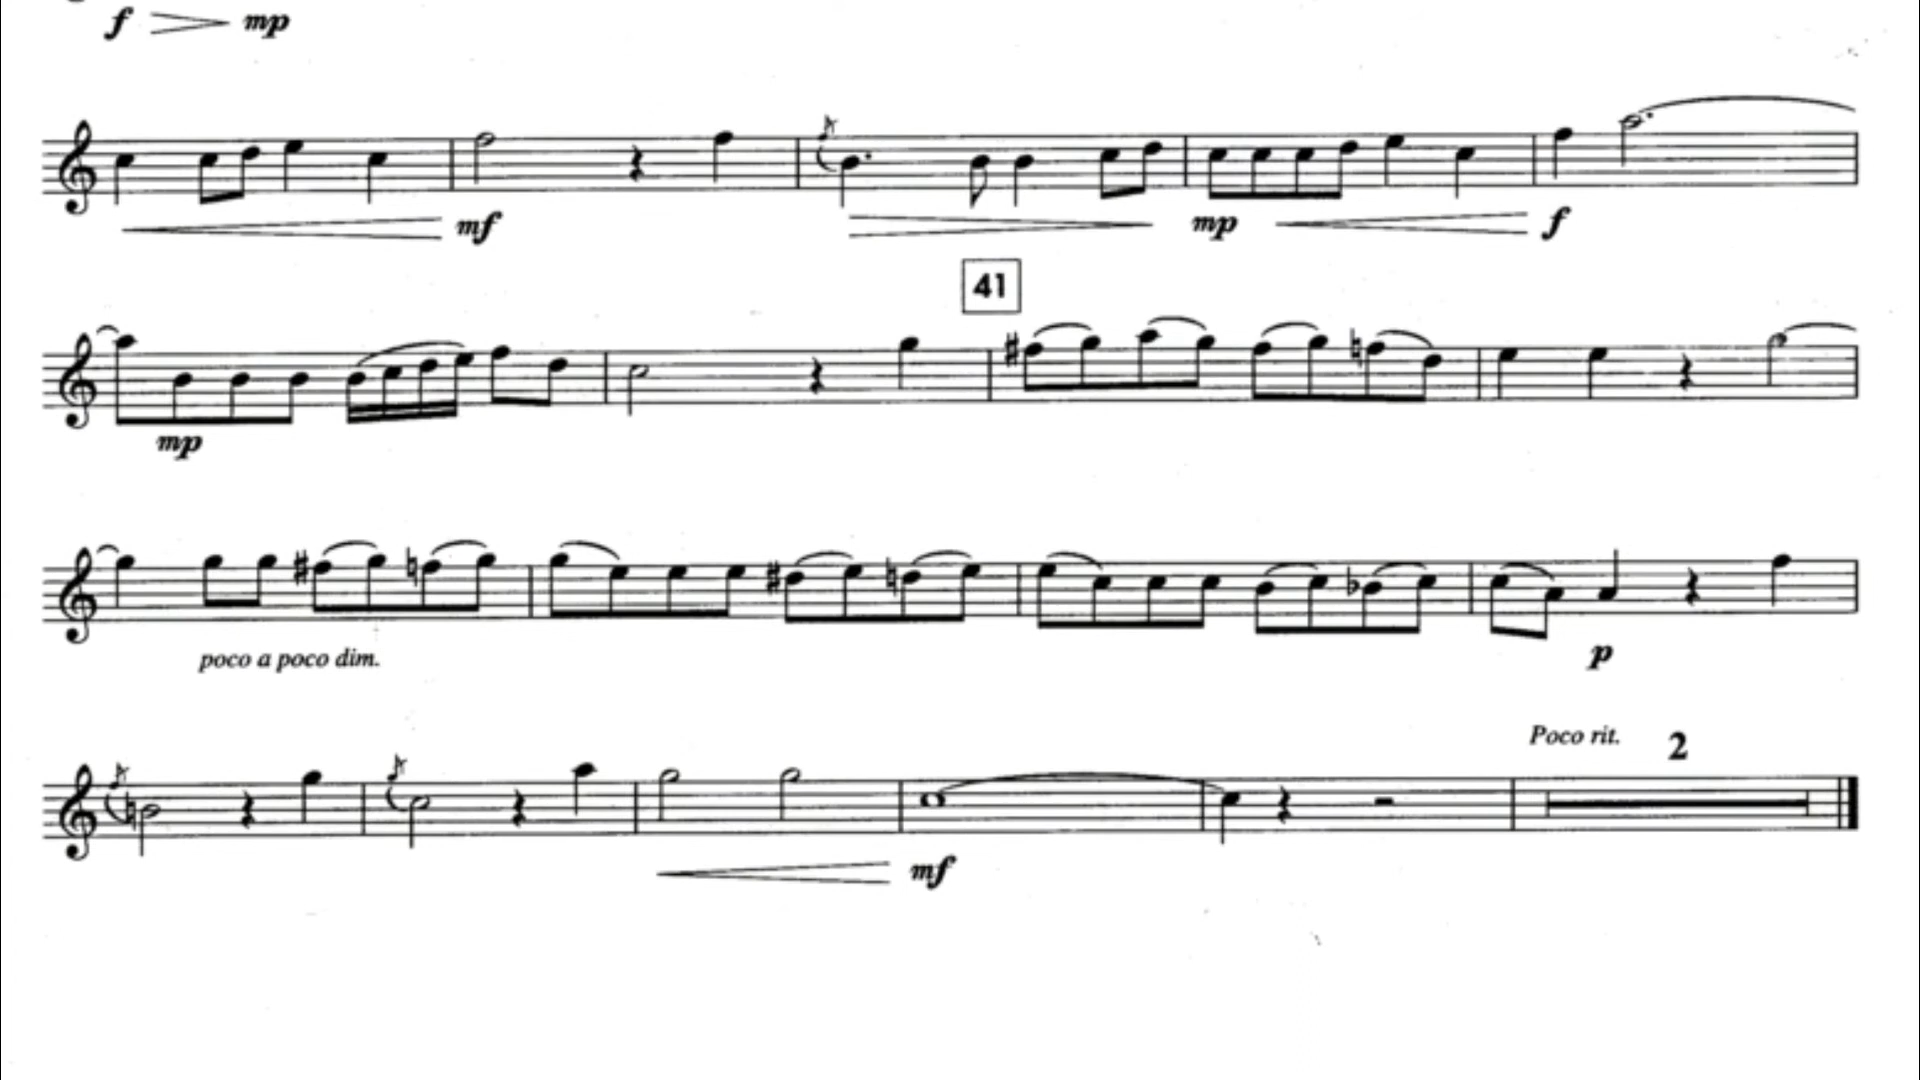 f mp
mf mp f
41
mp
poco a poco dim.
p
Poco rit. 2
mf